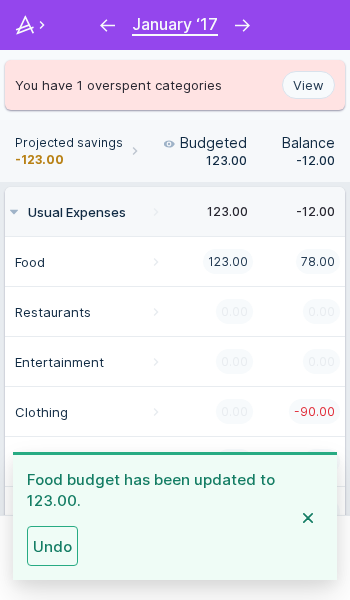 January ‘17
You have 1 overspent categories
View
Projected savings
-123.00
Budgeted
123.00
Balance
-12.00
Usual Expenses 123.00 -12.00
Food 123.00 78.00
Restaurants 0.00 0.00
Entertainment 0.00 0.00
Clothing 0.00 -90.00
Food budget has been updated to
123.00.
Undo